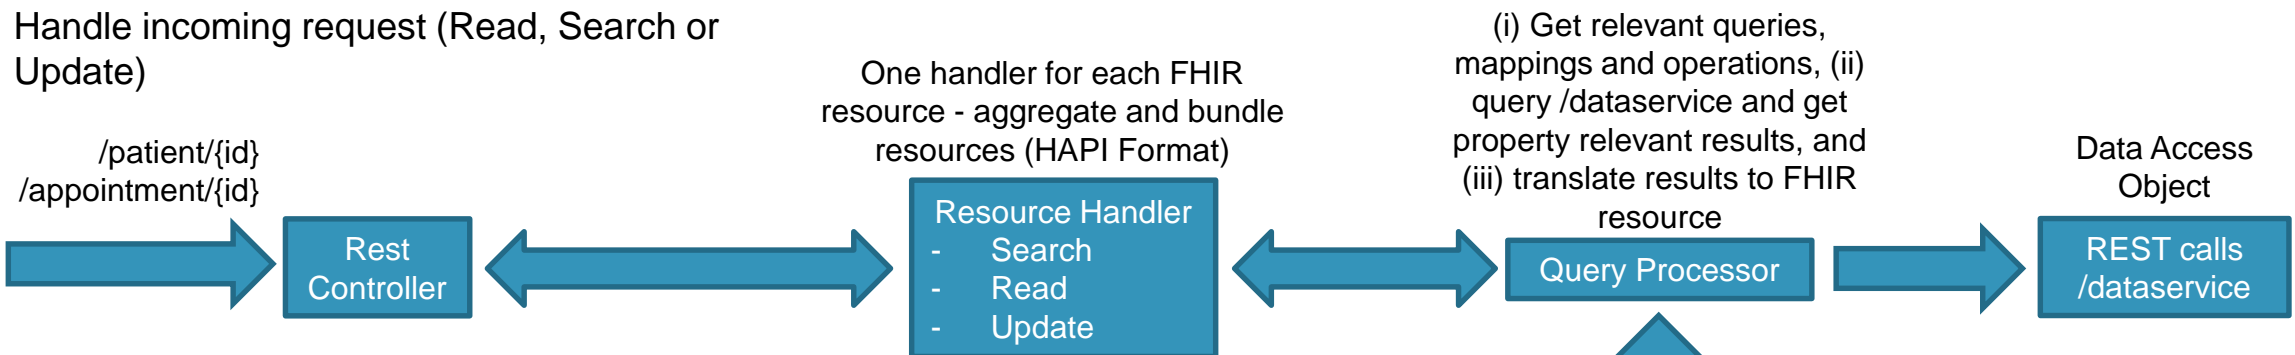 Handle incoming request (Read, Search or
Update)
/patient/{id}
/appointment/{id}
Rest
Controller
One handler for each FHIR
resource - aggregate and bundle
resources (HAPI Format)
Resource Handler
- Search
- Read
- Update
(i) Get relevant queries,
mappings and operations, (ii)
query /dataservice and get
property relevant results, and
(iii) translate results to FHIR
resource
Query Processor
Data Access
Object
REST calls
/dataservice